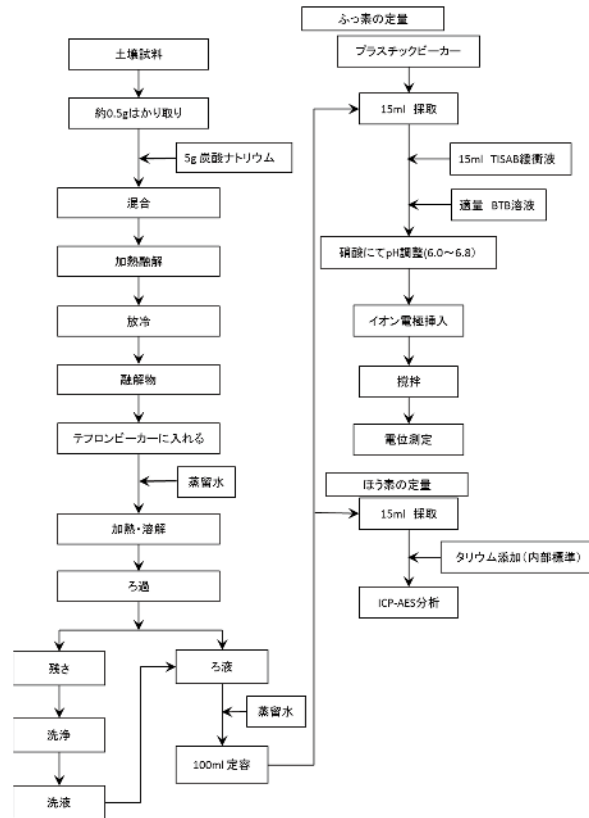 土壌試料
約0.5gはかり取り
5g 炭酸ナトリウム
混合
加熱融解
放冷
融解物
テフロンビーカーに入れる
蒸留水
加熱・溶解
ろ過
残さ
ろ液
洗浄
蒸留水
100ml 定容
洗液
ふっ素の定量
プラスチックビーカー
15ml 採取
15ml TISAB緩衝液
適量 BTB溶液
硝酸にてpH調整(6.0～6.8)
イオン電極挿入
撹拌
電位測定
ほう素の定量
15ml 採取
タリウム添加(内部標準)
ICP-AES分析